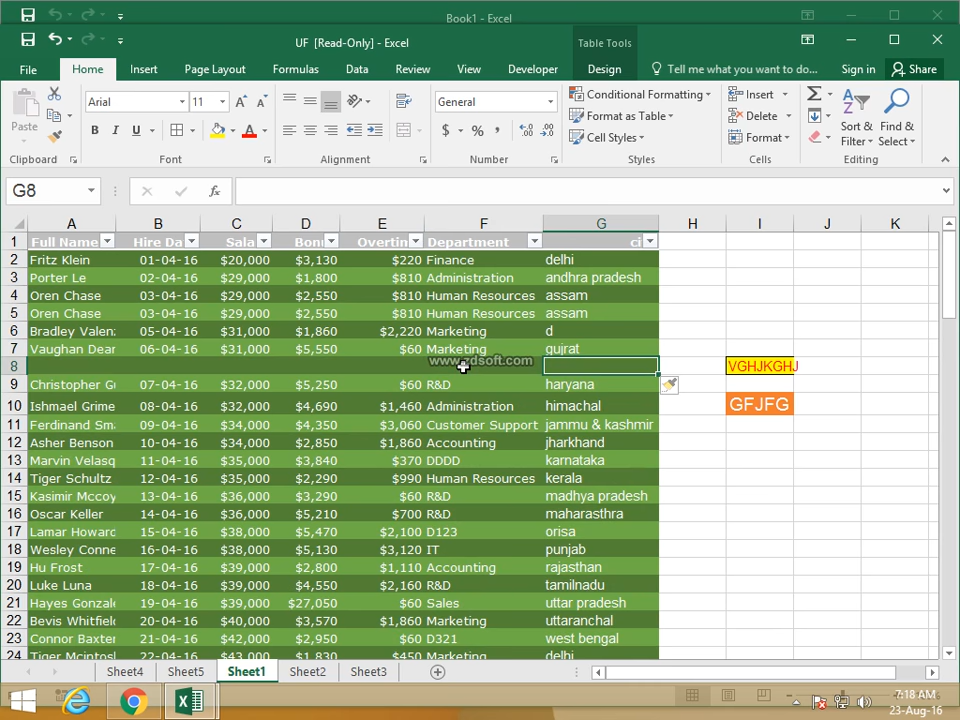 Book1 - Excel
UF [Read-Only] - Excel
Table Tools
File Home Insert Page Layout Formulas Data Review View Developer Design Tell me what you want to do... Sign in Share
Paste
Arial 11
B I U
General
$ % ,
Conditional Formatting
Format as Table
Cell Styles
Insert
Delete
Format
Sort & Filter
Find & Select
Clipboard Font Alignment Number Styles Cells Editing
G8 fx
A B C D E F G H I J K
1 Full Name Hire Da Sala Bon Overtin Department ci
2 Fritz Klein 01-04-16 $20,000 $3,130 $220 Finance delhi
3 Porter Le 02-04-16 $29,000 $1,800 $810 Administration andhra pradesh
4 Oren Chase 03-04-16 $29,000 $2,550 $810 Human Resources assam
5 Oren Chase 03-04-16 $29,000 $2,550 $810 Human Resources assam
6 Bradley Valen 05-04-16 $31,000 $1,860 $2,220 Marketing d
7 Vaughan Dear 06-04-16 $31,000 $5,550 $60 Marketing gujrat
www.zdsoft.com
8 VGHJKGHJ
9 Christopher G 07-04-16 $32,000 $5,250 $60 R&D haryana
10 Ishmael Grime 08-04-16 $32,000 $4,690 $1,460 Administration himachal GFJFG
11 Ferdinand Sm 09-04-16 $34,000 $4,350 $3,060 Customer Support jammu & kashmir
12 Asher Benson 10-04-16 $34,000 $2,850 $1,860 Accounting jharkhand
13 Marvin Velasq 11-04-16 $35,000 $3,840 $370 DDDD karnataka
14 Tiger Schultz 12-04-16 $35,000 $2,290 $990 Human Resources kerala
15 Kasimir Mccoy 13-04-16 $36,000 $3,290 $60 R&D madhya pradesh
16 Oscar Keller 14-04-16 $36,000 $5,210 $700 R&D maharasthra
17 Lamar Howard 15-04-16 $38,000 $5,470 $2,100 D123 orisa
18 Wesley Conne 16-04-16 $38,000 $5,130 $3,120 IT punjab
19 Hu Frost 17-04-16 $39,000 $2,800 $1,110 Accounting rajasthan
20 Luke Luna 18-04-16 $39,000 $4,550 $2,160 R&D tamilnadu
21 Hayes Gonzale 19-04-16 $39,000 $27,050 $60 Sales uttar pradesh
22 Bevis Whitfiel 20-04-16 $40,000 $3,570 $1,860 Marketing uttaranchal
23 Connor Baxter 21-04-16 $42,000 $2,950 $60 D321 west bengal
24 Tiger Mcintosh 22-04-16 $43,000 $1,830 $450 Marketing delhi
Sheet4 Sheet5 Sheet1 Sheet2 Sheet3
7:18 AM
23-Aug-16